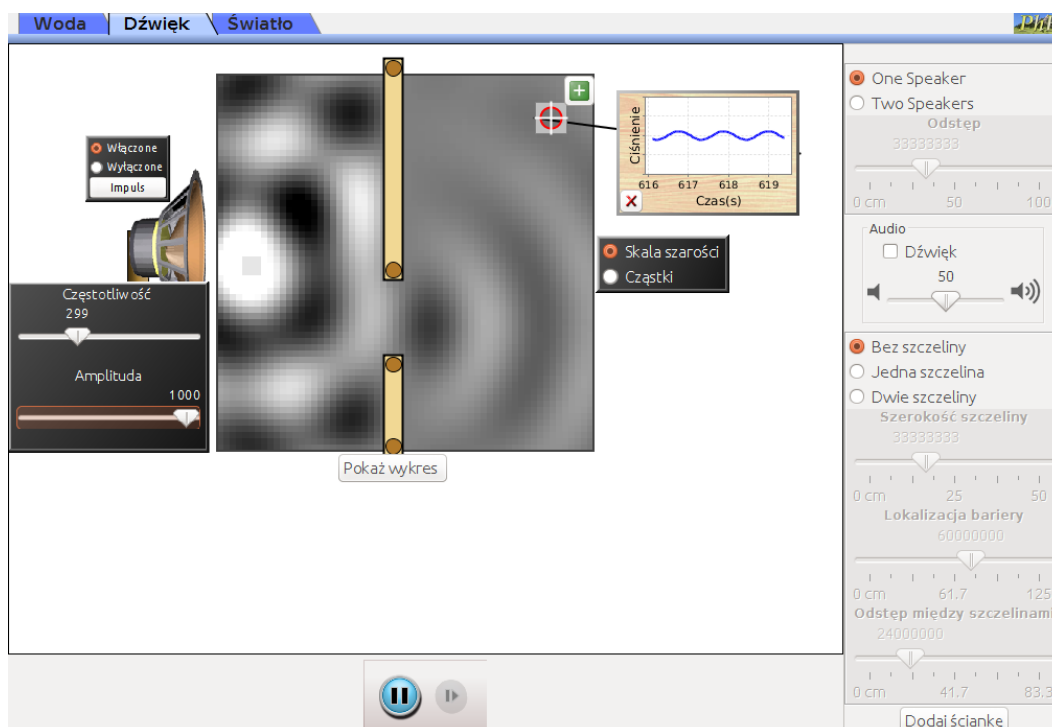 Woda
Dźwięk
Światło
PhE
Włączone
Wyłączone
Impuls
Częstotliwość
299
Amplituda
1000
Ciśnienie
616 617 618 619
Czas(s)
Skala szarości
Cząstki
Pokaż wykres
One Speaker
Two Speakers
Odstęp
33333333
0 cm 50 100
Audio
Dźwięk
50
Bez szczeliny
Jedna szczelina
Dwie szczeliny
Szerokość szczeliny
33333333
0 cm 25 50
Lokalizacja bariery
60000000
0 cm 61.7 125
Odstęp między szczelinami
24000000
0 cm 41.7 83.3
Dodaj ściankę